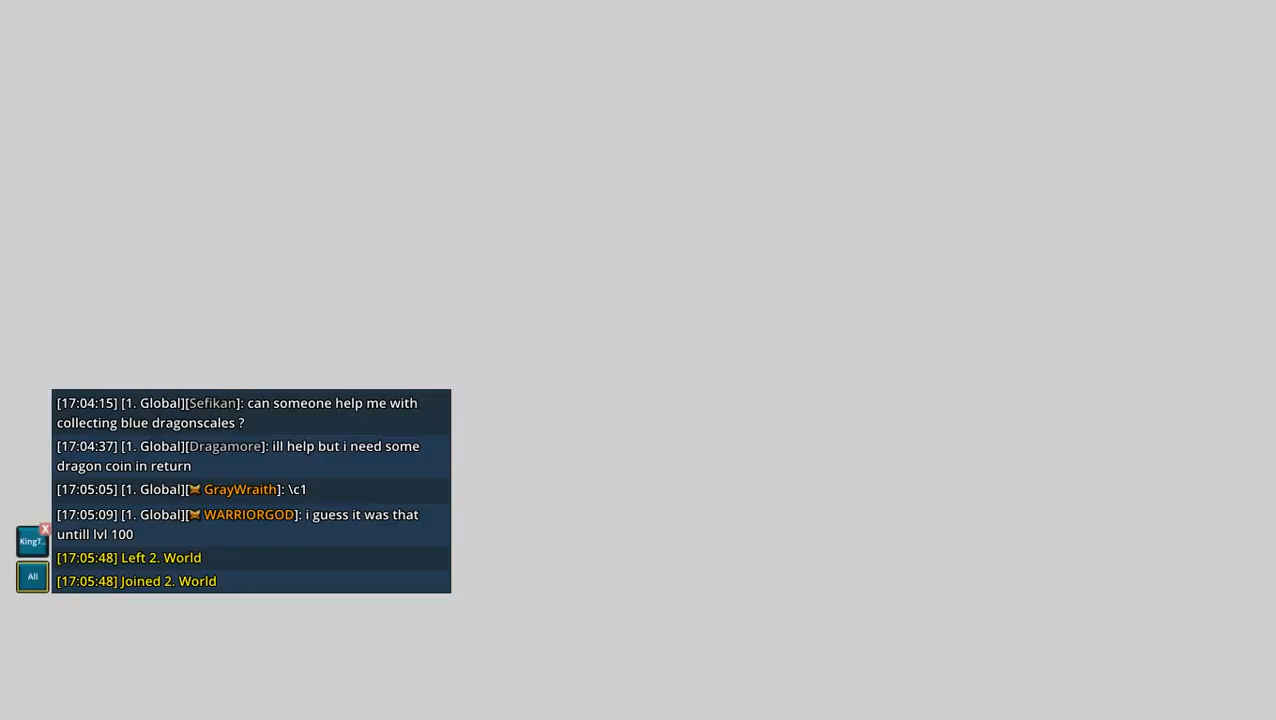 [17:04:15] [1. Global][Sefikan]: can someone help me with
collecting blue dragonscales ?
[17:04:37] [1. Global][Dragamore]: ill help but i need some
dragon coin in return
[17:05:05] [1. Global][GrayWraith]: \c1
[17:05:09] [1. Global][WARRIORGOD]: i guess it was that
untill lvl 100
X
KingT...
[17:05:48] Left 2. World
All
[17:05:48] Joined 2. World